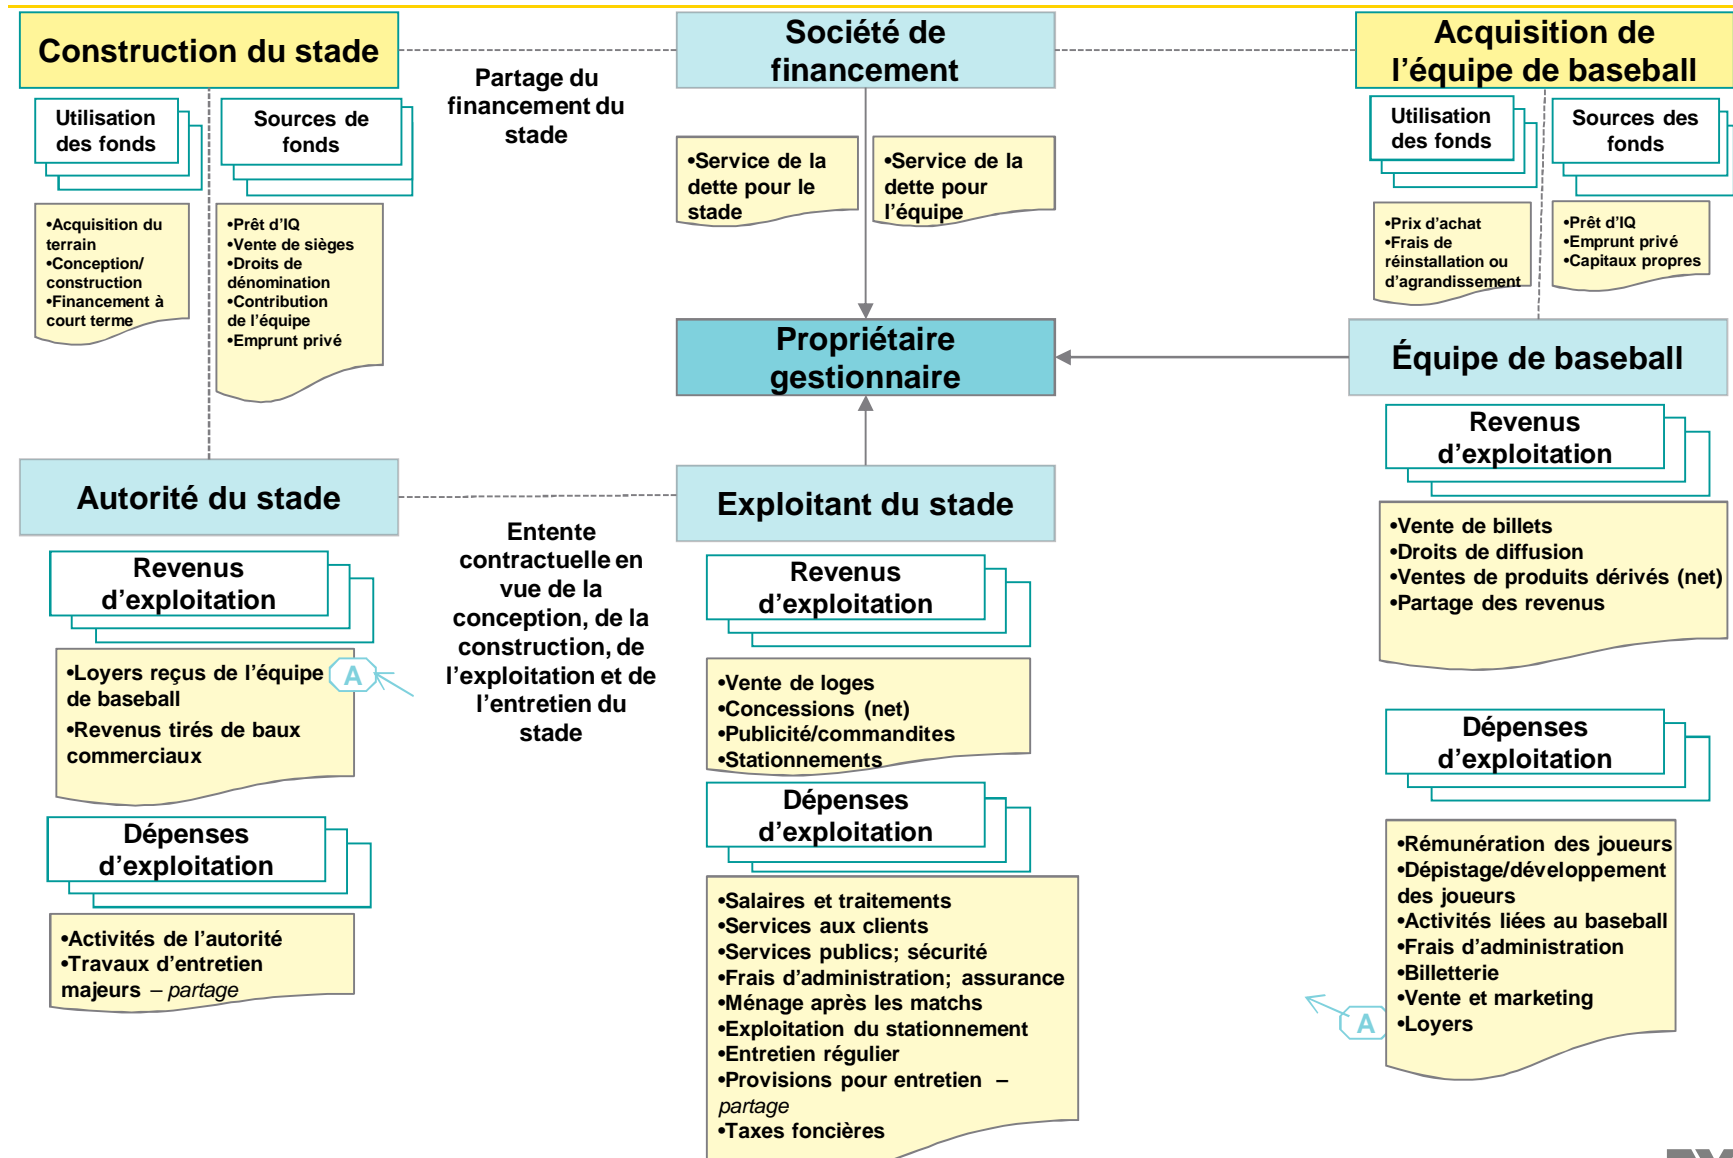 Construction du stade
Utilisation
des fonds
Sources de
fonds
•Acquisition du
terrain
•Conception/
construction
•Financement à
court terme
•Prêt d’IQ
•Vente de sièges
•Droits de
dénomination
•Contribution
de l’équipe
•Emprunt privé
Partage du
financement du
stade
Société de
financement
•Service de la
dette pour le
stade
•Service de la
dette pour
l’équipe
Acquisition de
l’équipe de baseball
Utilisation
des fonds
Sources des
fonds
•Prix d’achat
•Frais de
réinstallation ou
d’agrandissement
•Prêt d’IQ
•Emprunt privé
•Capitaux propres
Propriétaire
gestionnaire
Équipe de baseball
Revenus
d’exploitation
•Vente de billets
•Droits de diffusion
•Ventes de produits dérivés (net)
•Partage des revenus
Dépenses
d’exploitation
•Rémunération des joueurs
•Dépistage/développement
des joueurs
•Activités liées au baseball
•Frais d’administration
•Billetterie
•Vente et marketing
•Loyers
A
Autorité du stade
Revenus
d’exploitation
•Loyers reçus de l’équipe
de baseball
•Revenus tirés de baux
commerciaux
A
Dépenses
d’exploitation
•Activités de l’autorité
•Travaux d’entretien
majeurs – partage
Entente
contractuelle en
vue de la
conception, de la
construction, de
l’exploitation et de
l’entretien du
stade
Exploitant du stade
Revenus
d’exploitation
•Vente de loges
•Concessions (net)
•Publicité/commandites
•Stationnements
Dépenses
d’exploitation
•Salaires et traitements
•Services aux clients
•Services publics; sécurité
•Frais d’administration; assurance
•Ménage après les matchs
•Exploitation du stationnement
•Entretien régulier
•Provisions pour entretien –
partage
•Taxes foncières